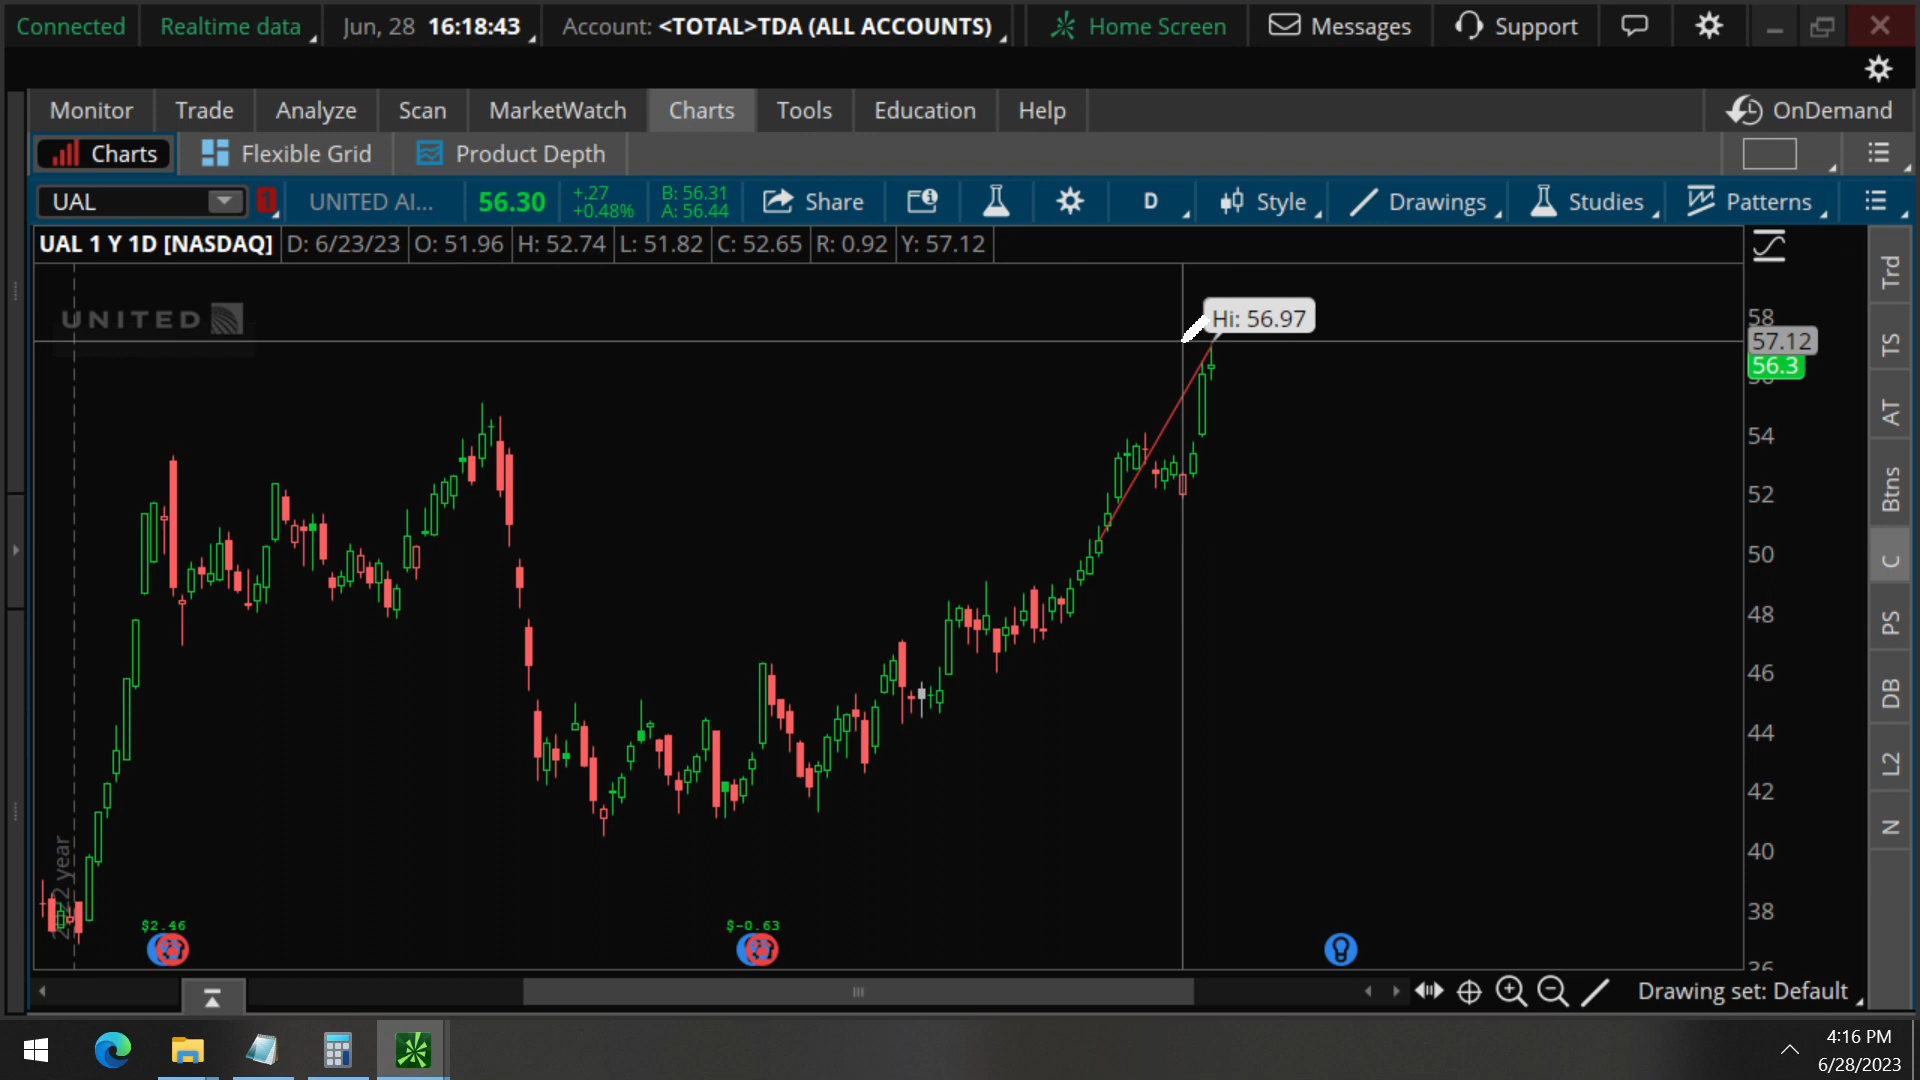 Connected Realtime data Jun, 28 16:18:43 Account: <TOTAL>TDA (ALL ACCOUNTS) Home Screen Messages Support
Monitor Trade Analyze Scan MarketWatch Charts Tools Education Help OnDemand
Charts Flexible Grid Product Depth
UAL 1 UNITED AI... 56.30 +.27 B: 56.31 Share D Style Drawings Studies Patterns
+0.48% A: 56.44
UAL 1 Y 1D [NASDAQ] D: 6/23/23 O: 51.96 H: 52.74 L: 51.82 C: 52.65 R: 0.92 Y: 57.12
Trd
UNITED
Hi: 56.97
58
57.12
TS
56.3
56
AT
54
Btns
52
50
C
48
PS
46
DB
44
L2
42
N
40
2022 year
38
$2.46
$-0.63
36
Drawing set: Default
4:16 PM
6/28/2023